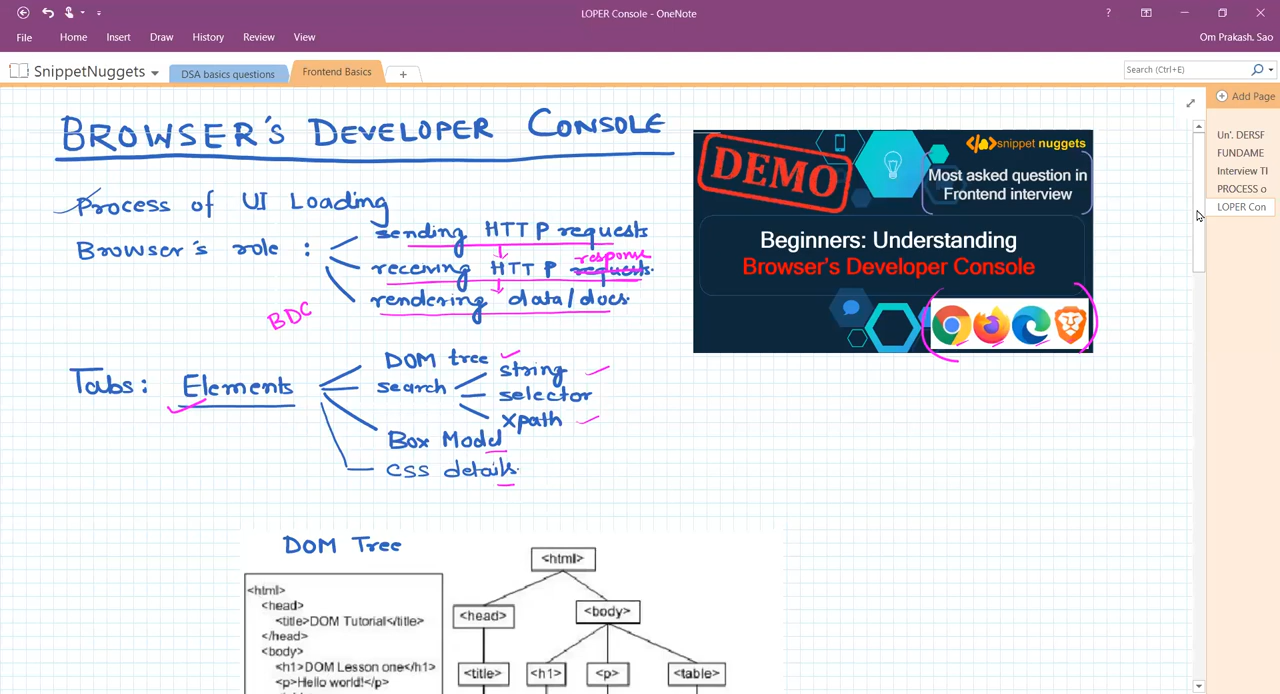 LOPER Console - OneNote
File Home Insert Draw History Review View
Om Prakash, Sao
SnippetNuggets
DSA basics questions
Frontend Basics
Search (Ctrl+E)
Add Page
Un'. DERSF
FUNDAME
Interview TI
PROCESS o
LOPER Con
BROWSER'S DEVELOPER CONSOLE
Process of UI Loading
Browser's role :
sending HTTP requests
response
receiving HTTP requests.
rendering data/docs.
BDC
Tabs: Elements
DOM tree
search
string
selector
xpath
Box Model
CSS details.
DEMO
snippet nuggets
Most asked question in
Frontend interview
Beginners: Understanding
Browser's Developer Console
DOM Tree
<html>
<head>
<title>DOM Tutorial</title>
</head>
<body>
<h1>DOM Lesson one</h1>
<p>Hello world!</p>
<html>
<head>
<body>
<title>
<h1>
<p>
<table>